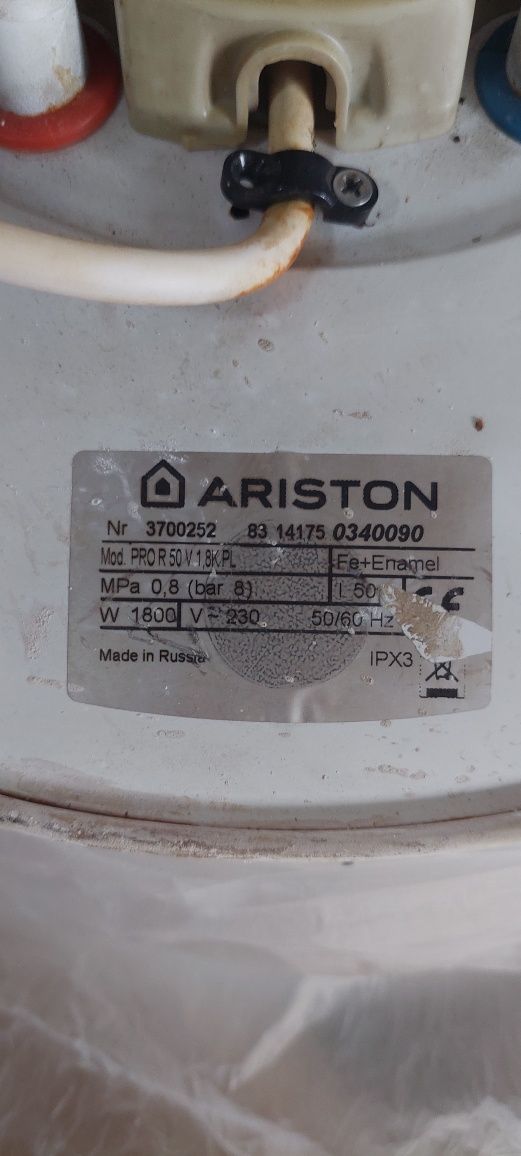 ARISTON
Nr 3700252 83 14175 0340090
Mod. PRO R 50 V 1,8K PL Fe+Enamel
MPa 0,8 (bar 8) l 50 CE
W 1800 V ~ 230 50/60 Hz
Made in Russia IPX3